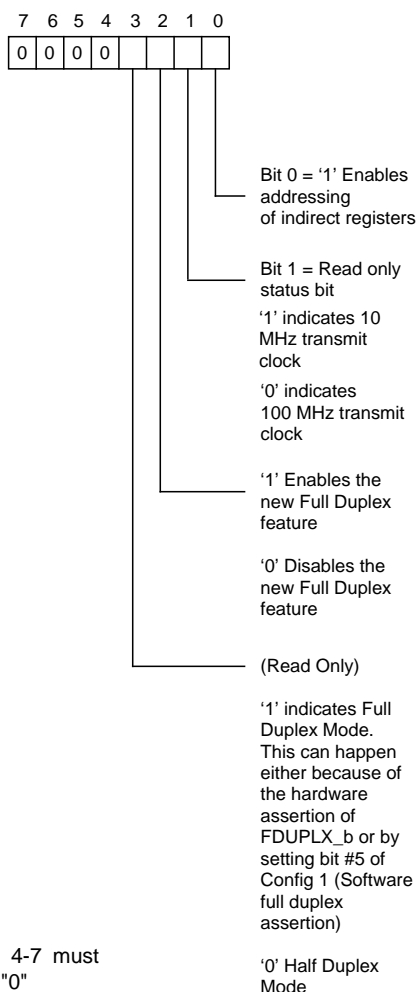 7 6 5 4 3 2 1 0
0 0 0 0
Bit 0 = ‘1’ Enables
addressing
of indirect registers
Bit 1 = Read only
status bit
‘1’ indicates 10
MHz transmit
clock
‘0’ indicates
100 MHz transmit
clock
‘1’ Enables the
new Full Duplex
feature
‘0’ Disables the
new Full Duplex
feature
(Read Only)
‘1’ indicates Full
Duplex Mode.
This can happen
either because of
the hardware
assertion of
FDUPLX_b or by
setting bit #5 of
Config 1 (Software
full duplex
assertion)
‘0’ Half Duplex
Mode
4-7 must
"0"